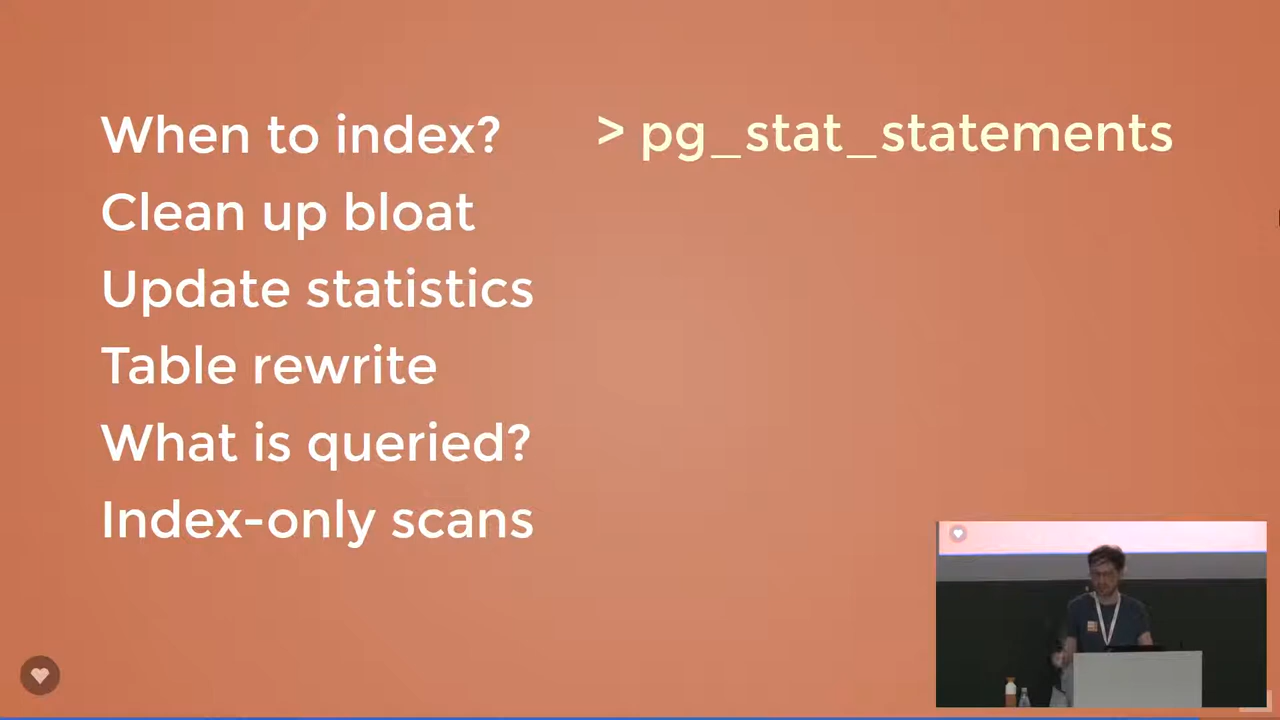 When to index? > pg_stat_statements
Clean up bloat
Update statistics
Table rewrite
What is queried?
Index-only scans